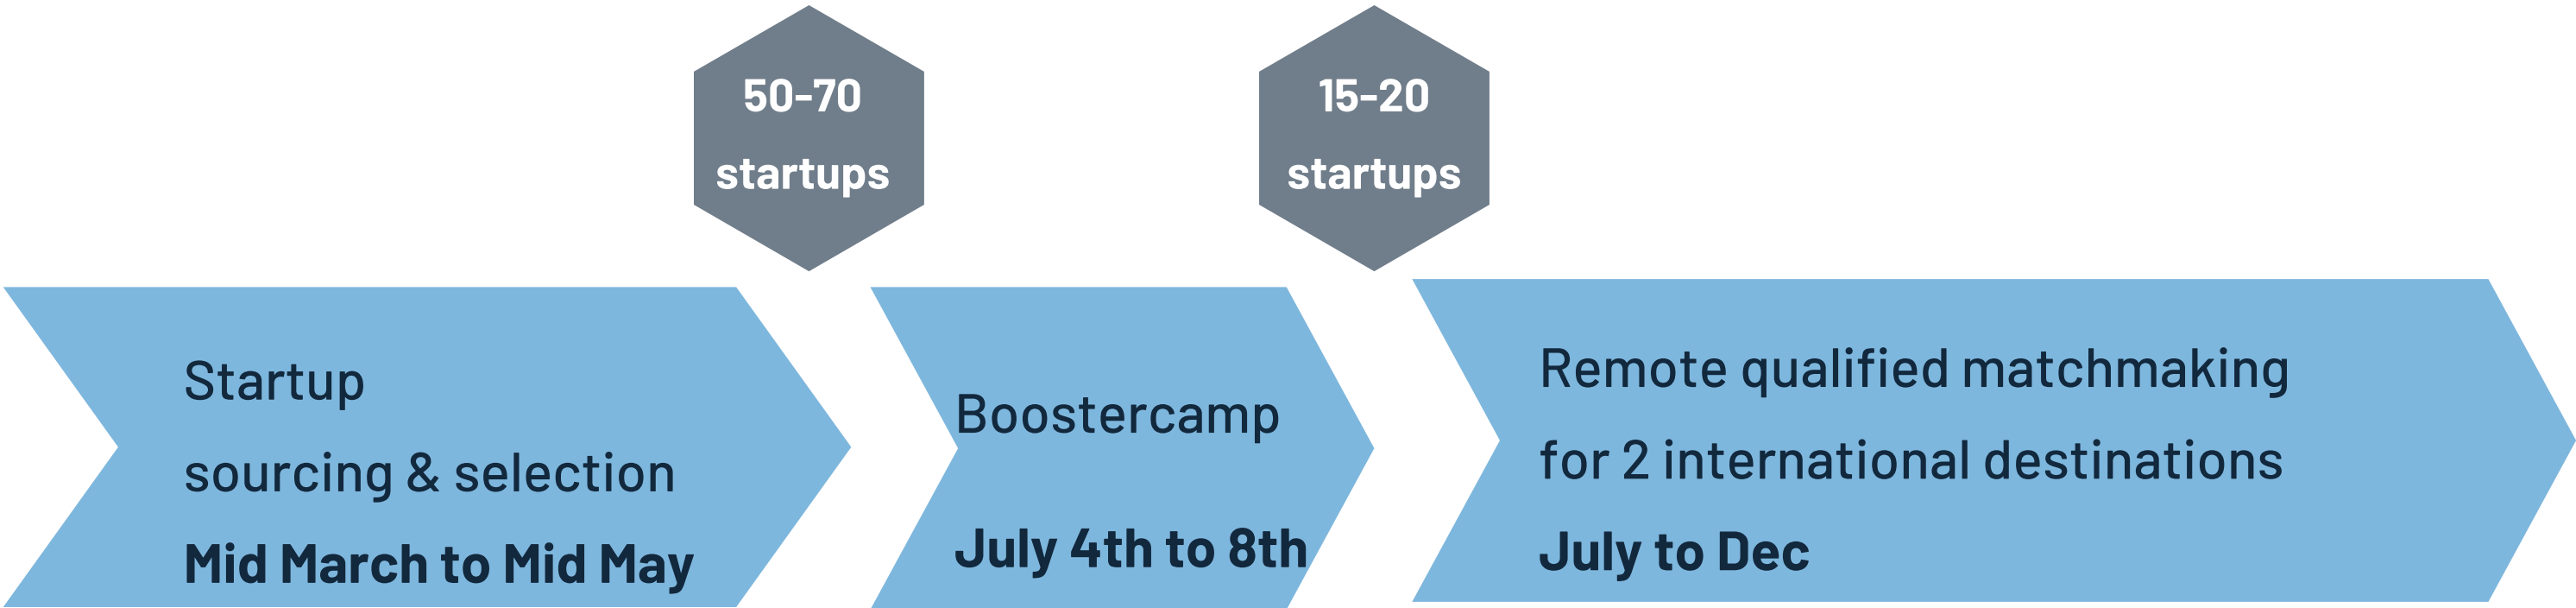 50-70
startups
15-20
startups
Startup
sourcing & selection
Mid March to Mid May
Boostercamp
July 4th to 8th
Remote qualified matchmaking
for 2 international destinations
July to Dec